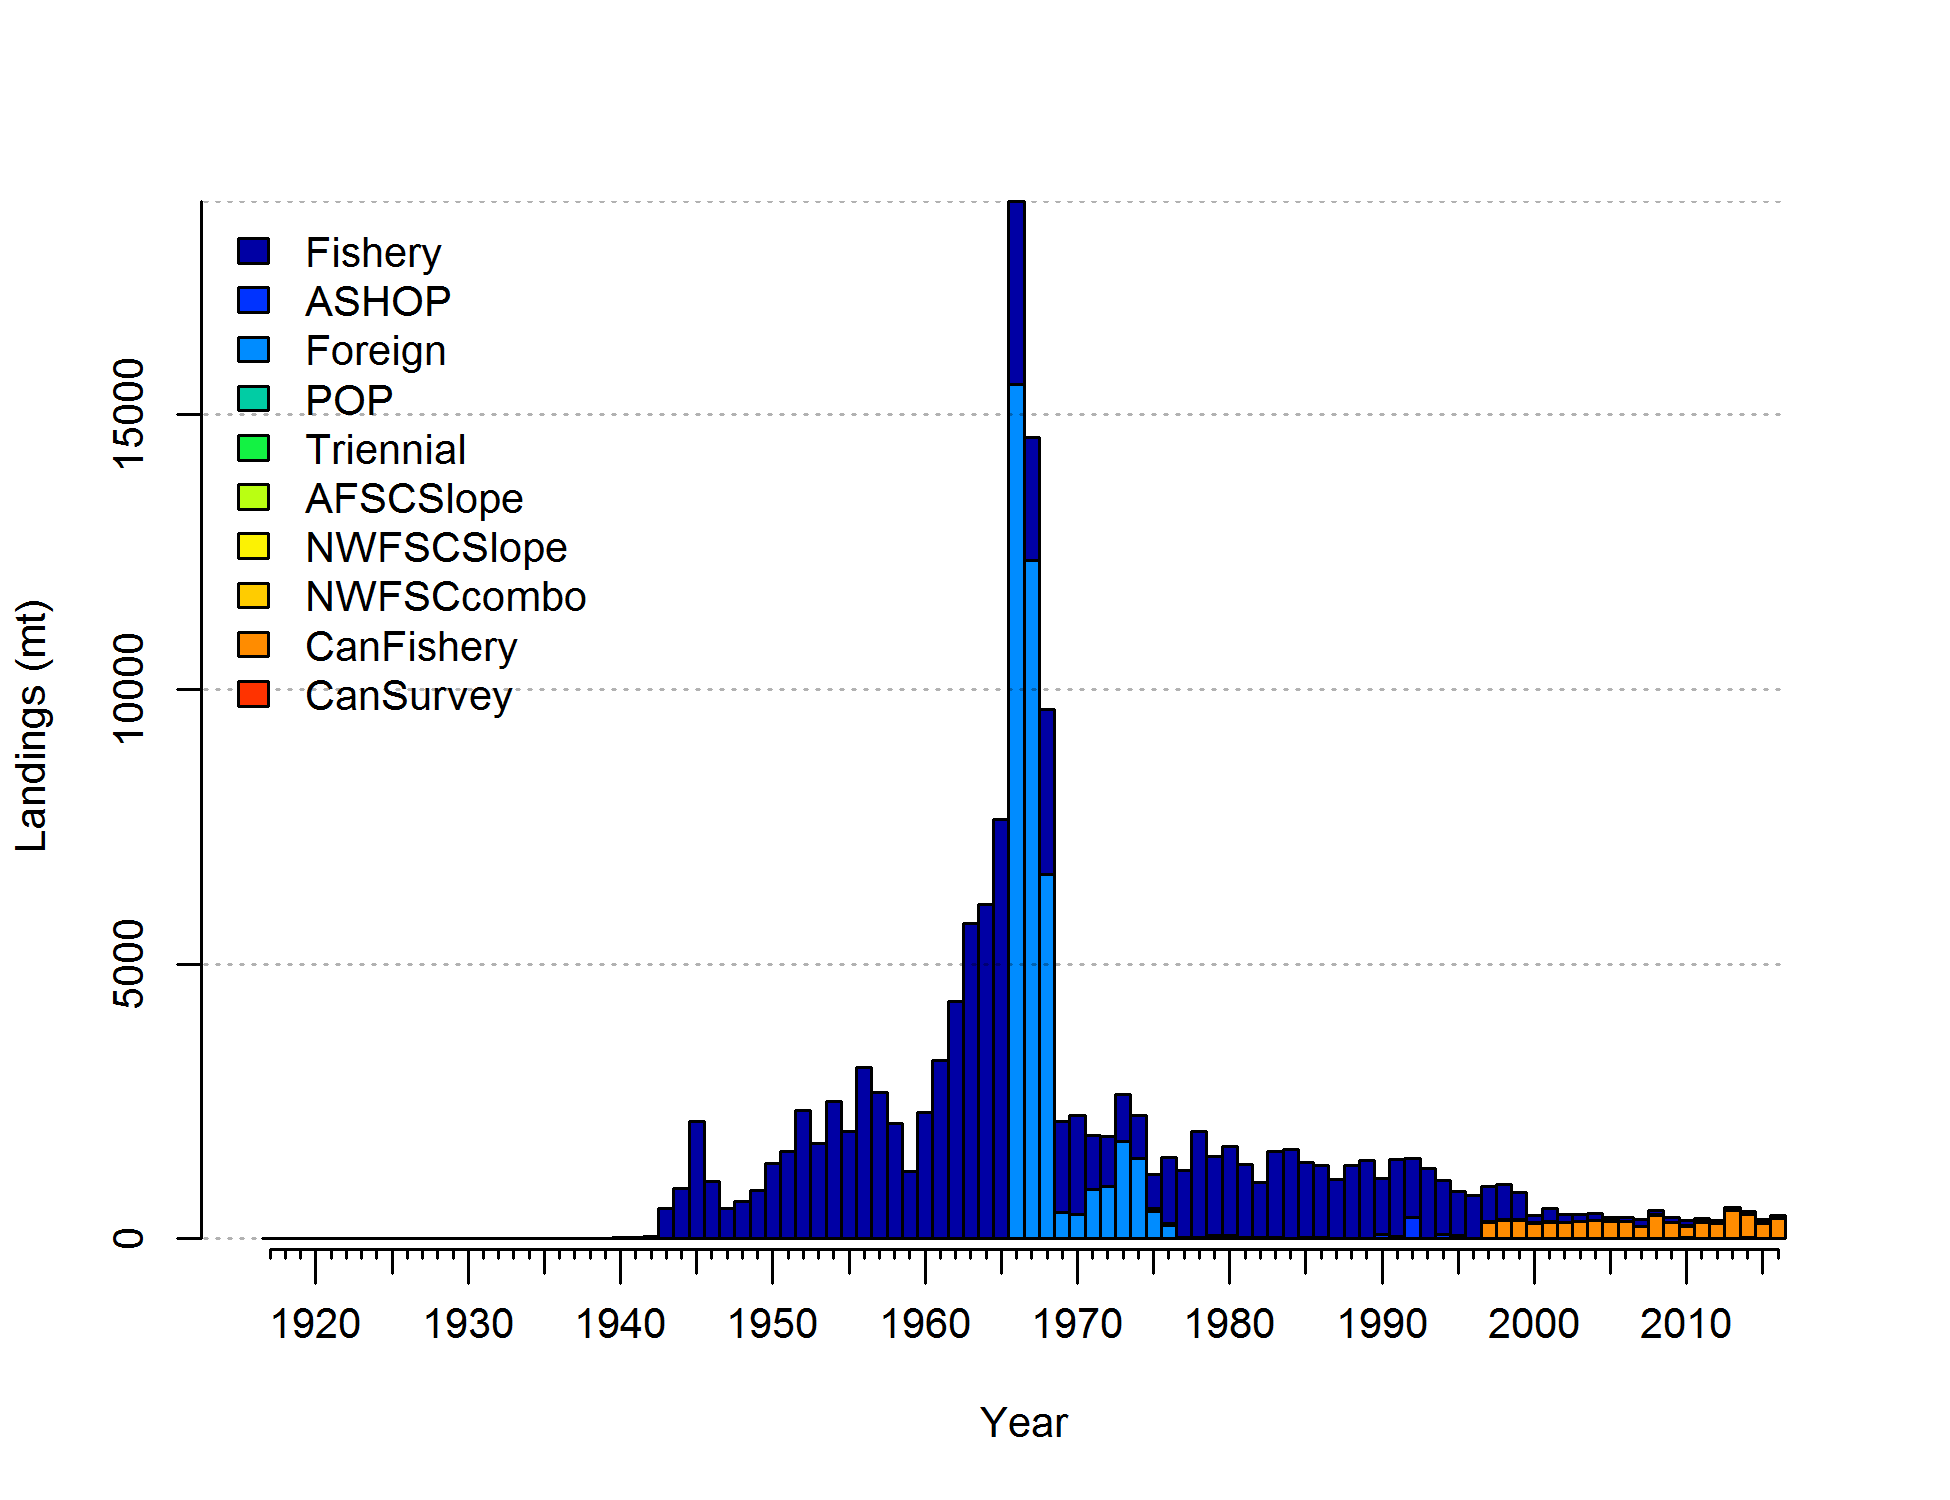 Fishery
ASHOP
Foreign
POP
Triennial
AFSCSlope
NWFSCSlope
NWFSCcombo
CanFishery
CanSurvey
Landings (mt)
15000
10000
5000
0
1920 1930 1940 1950 1960 1970 1980 1990 2000 2010
Year